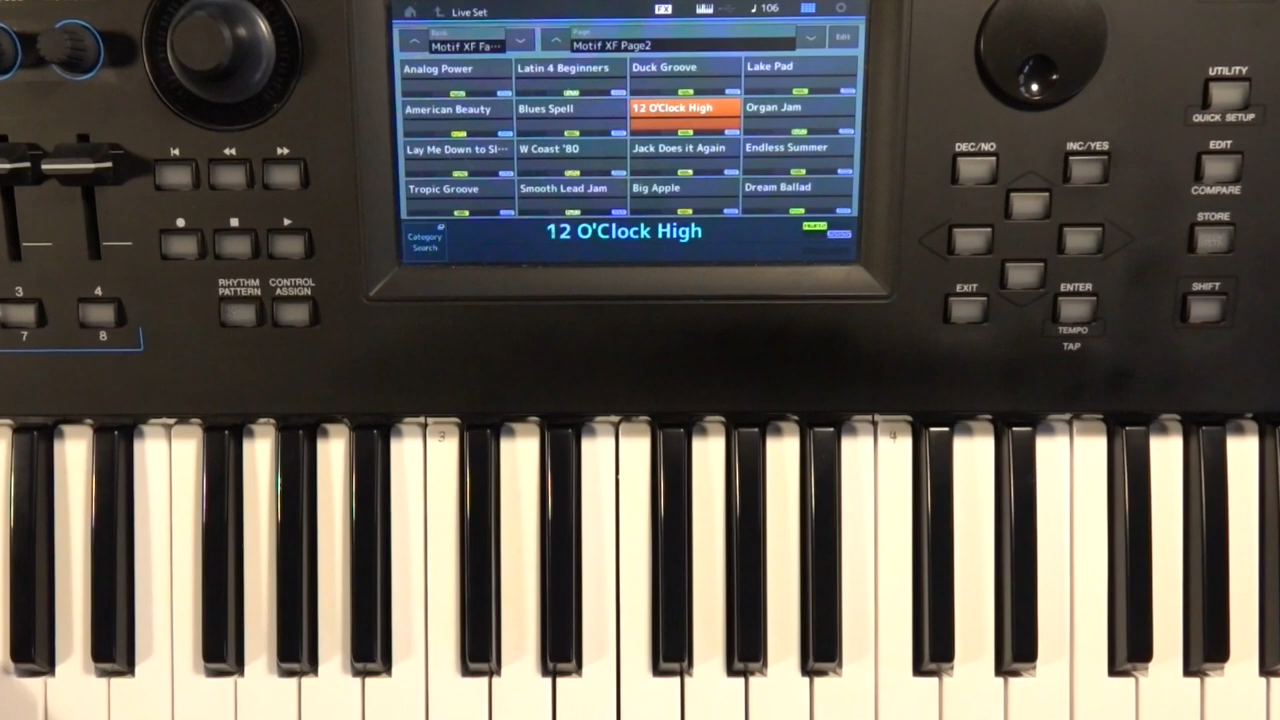 Live Set
FX
106
Bank
Motif XF Fa···
Page
Motif XF Page2
Edit
Analog Power
Latin 4 Beginners
Duck Groove
Lake Pad
American Beauty
Blues Spell
12 O'Clock High
Organ Jam
Lay Me Down to Sl···
W Coast '80
Jack Does it Again
Endless Summer
Tropic Groove
Smooth Lead Jam
Big Apple
Dream Ballad
Category
Search
12 O'Clock High
UTILITY
QUICK SETUP
DEC/NO
INC/YES
EDIT
COMPARE
STORE
EXIT
ENTER
SHIFT
TEMPO
TAP
RHYTHM
PATTERN
CONTROL
ASSIGN
3
4
7
8
3
4